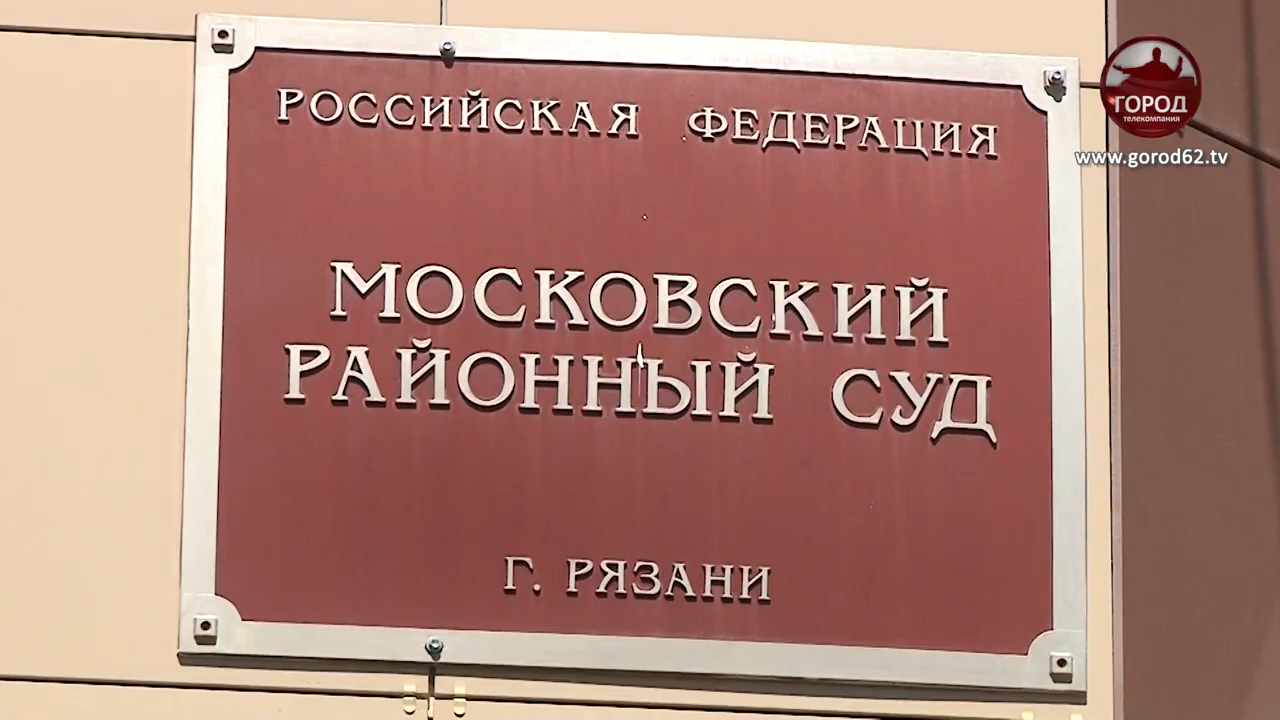 РОССИЙСКАЯ ФЕДЕРАЦИЯ
МОСКОВСКИЙ
РАЙОННЫЙ СУД
Г. РЯЗАНИ
ГОРОД
телекомпания
www.gorod62.tv